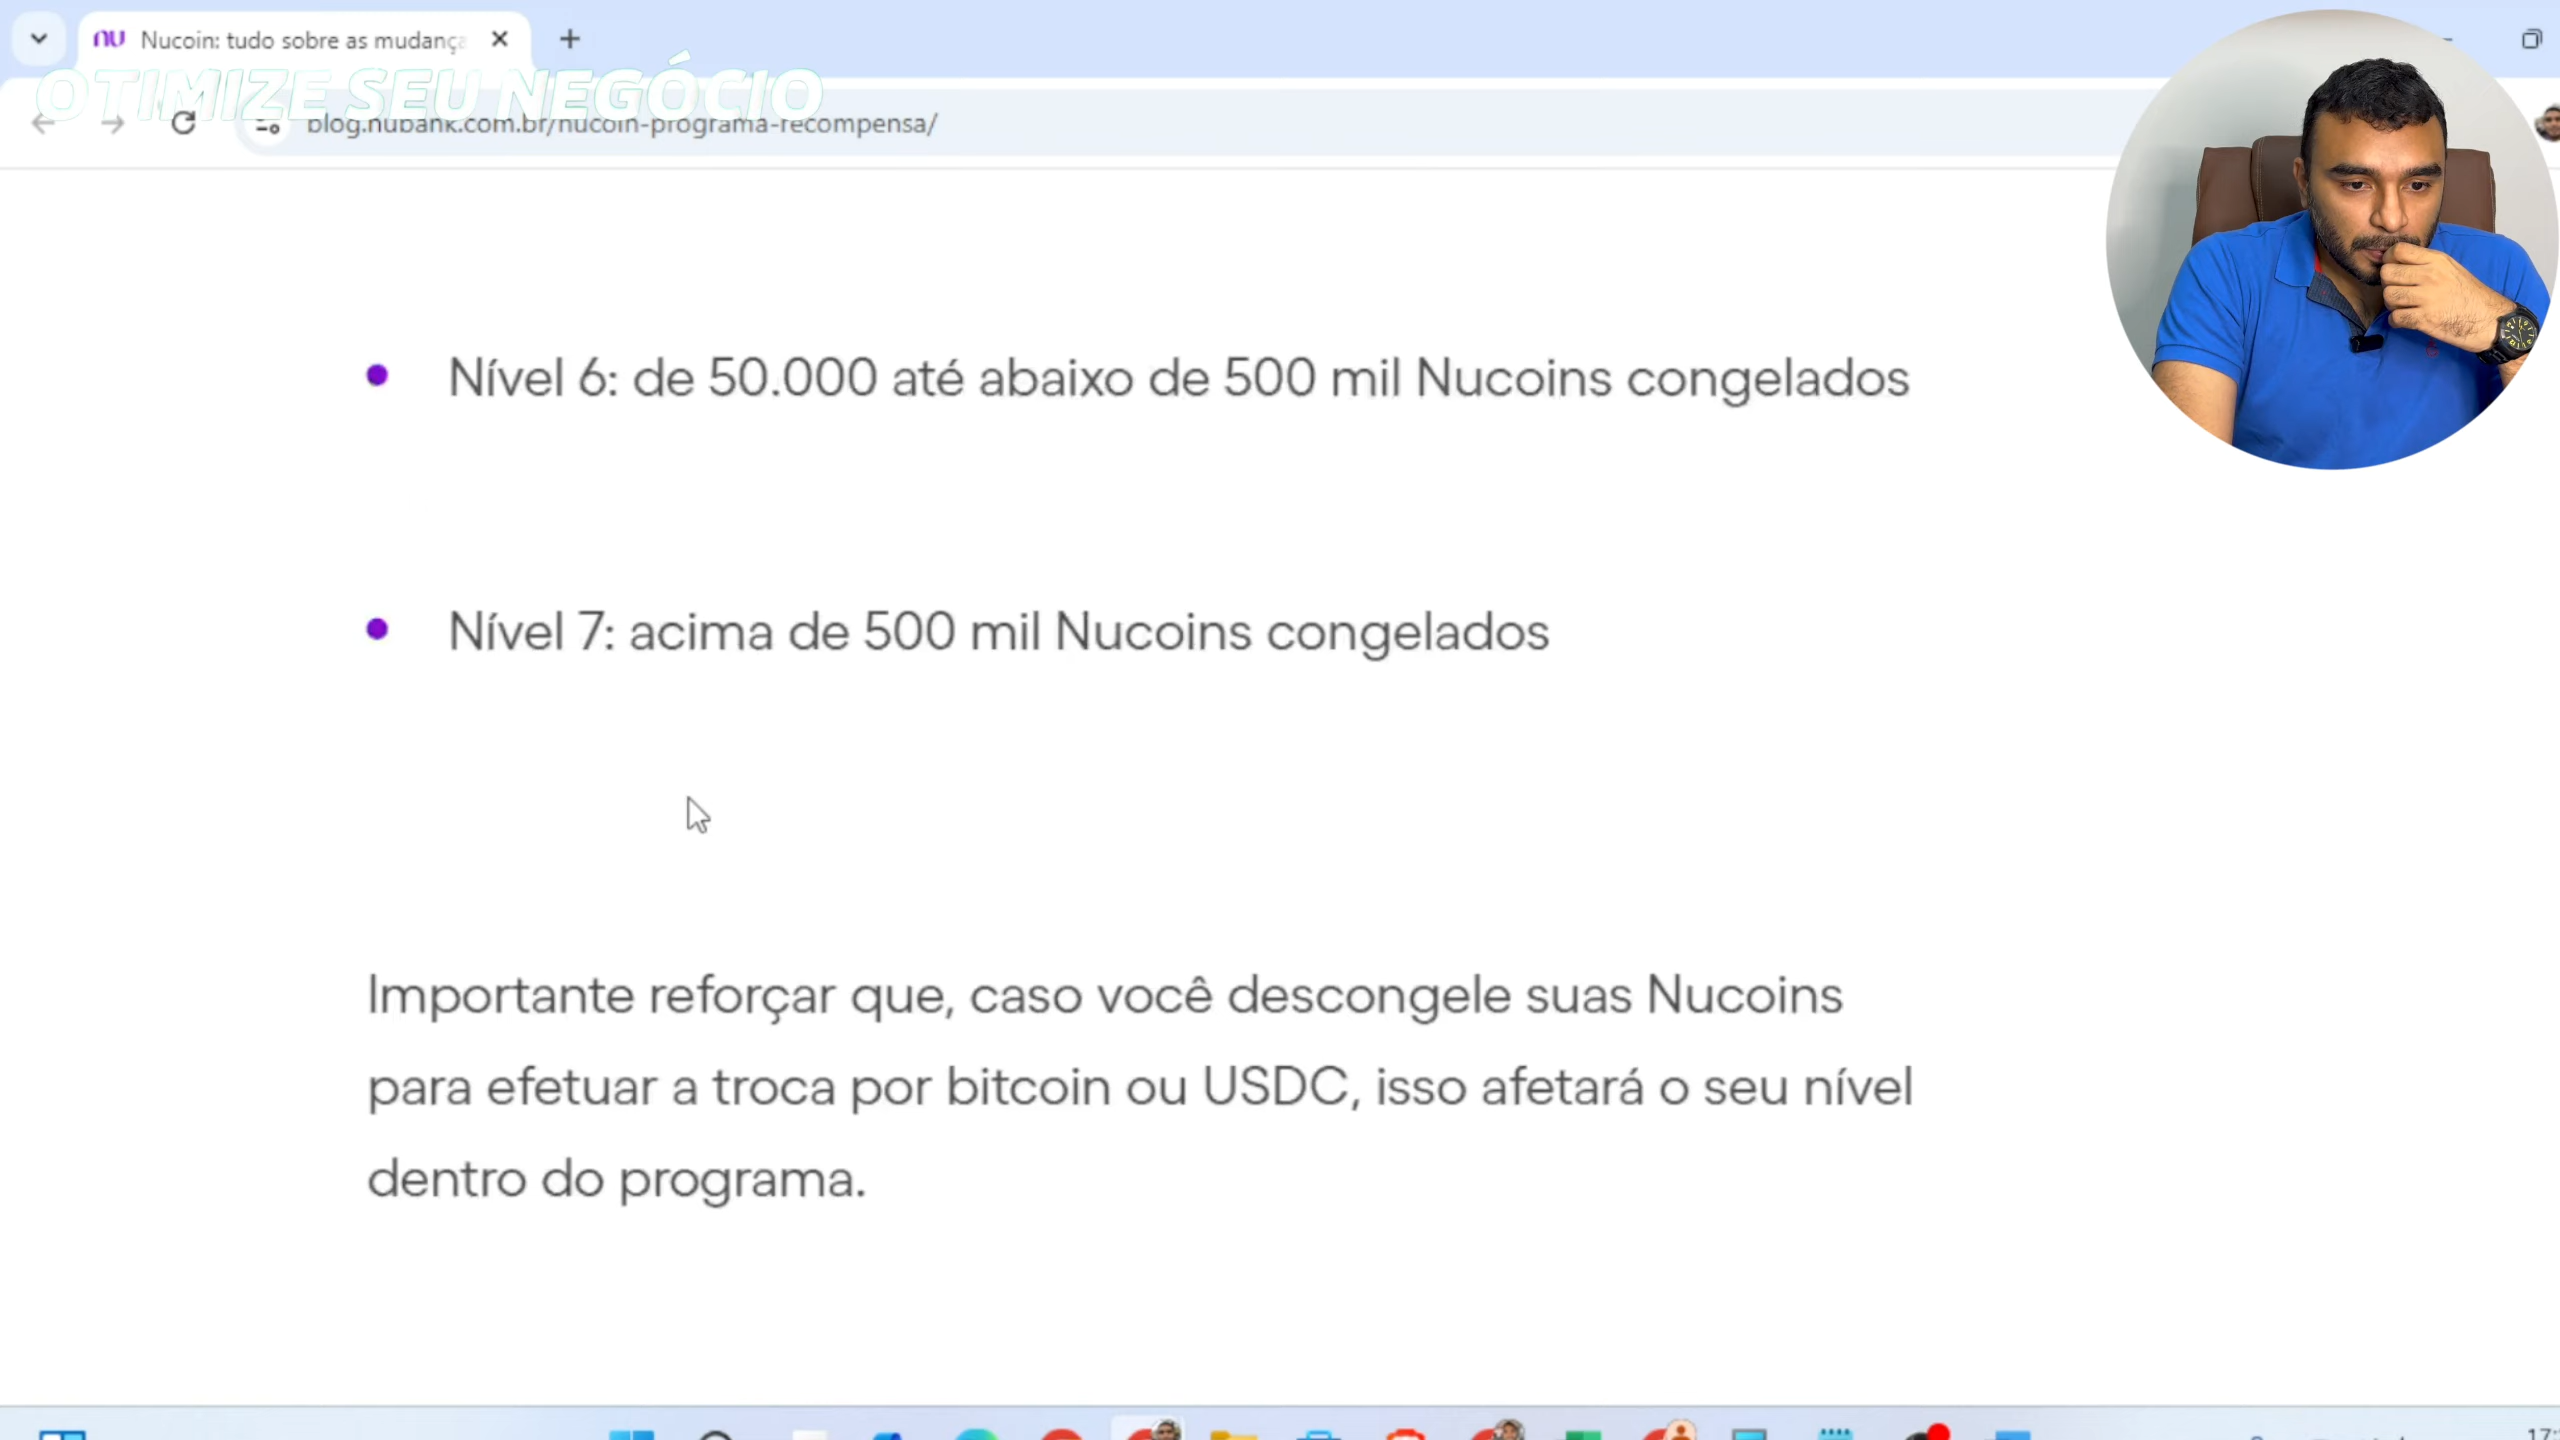 nu Nucoin: tudo sobre as mudança
OTIMIZE SEU NEGÓCIO
blog.nubank.com.br/nucoin-programa-recompensa/
Nível 6: de 50.000 até abaixo de 500 mil Nucoins congelados
Nível 7: acima de 500 mil Nucoins congelados
Importante reforçar que, caso você descongele suas Nucoins
para efetuar a troca por bitcoin ou USDC, isso afetará o seu nível
dentro do programa.